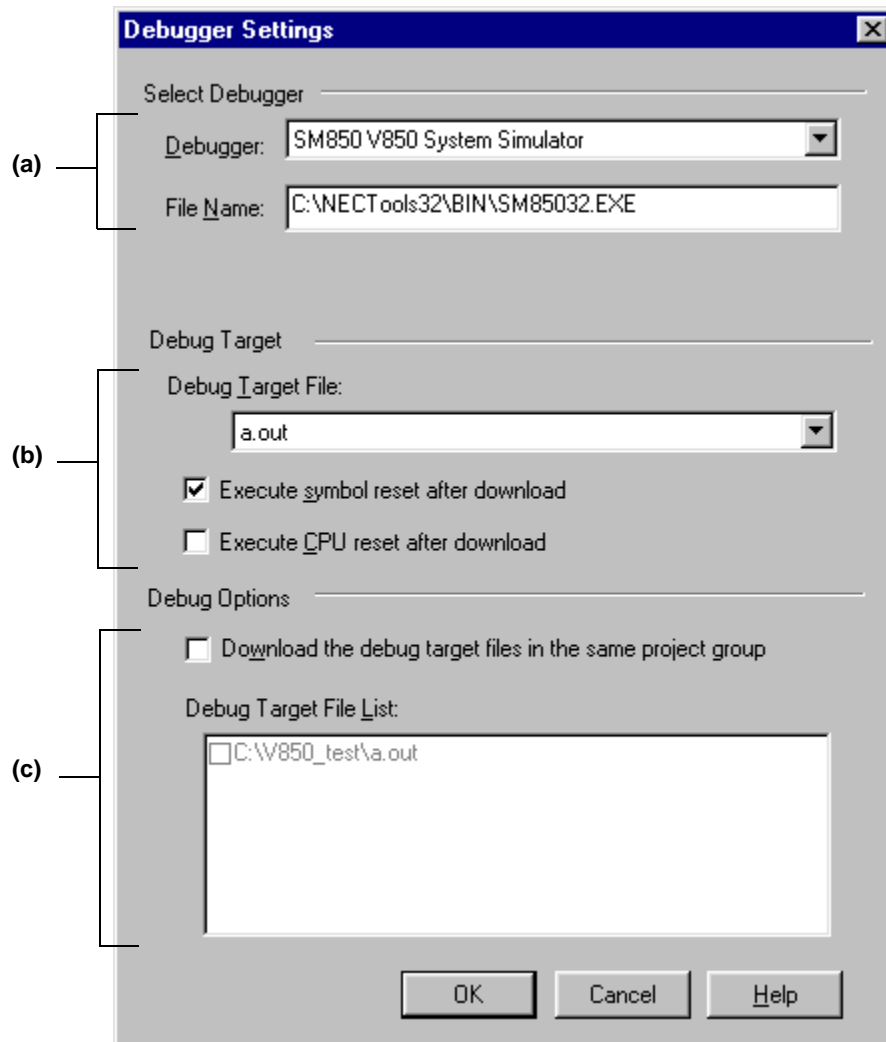 Debugger Settings
Select Debugger
(a)
Debugger: SM850 V850 System Simulator
File Name: C:\NECTools32\BIN\SM85032.EXE
Debug Target
Debug Target File:
a.out
(b)
Execute symbol reset after download
Execute CPU reset after download
Debug Options
Download the debug target files in the same project group
Debug Target File List:
C:\V850_test\a.out
(c)
OK Cancel Help